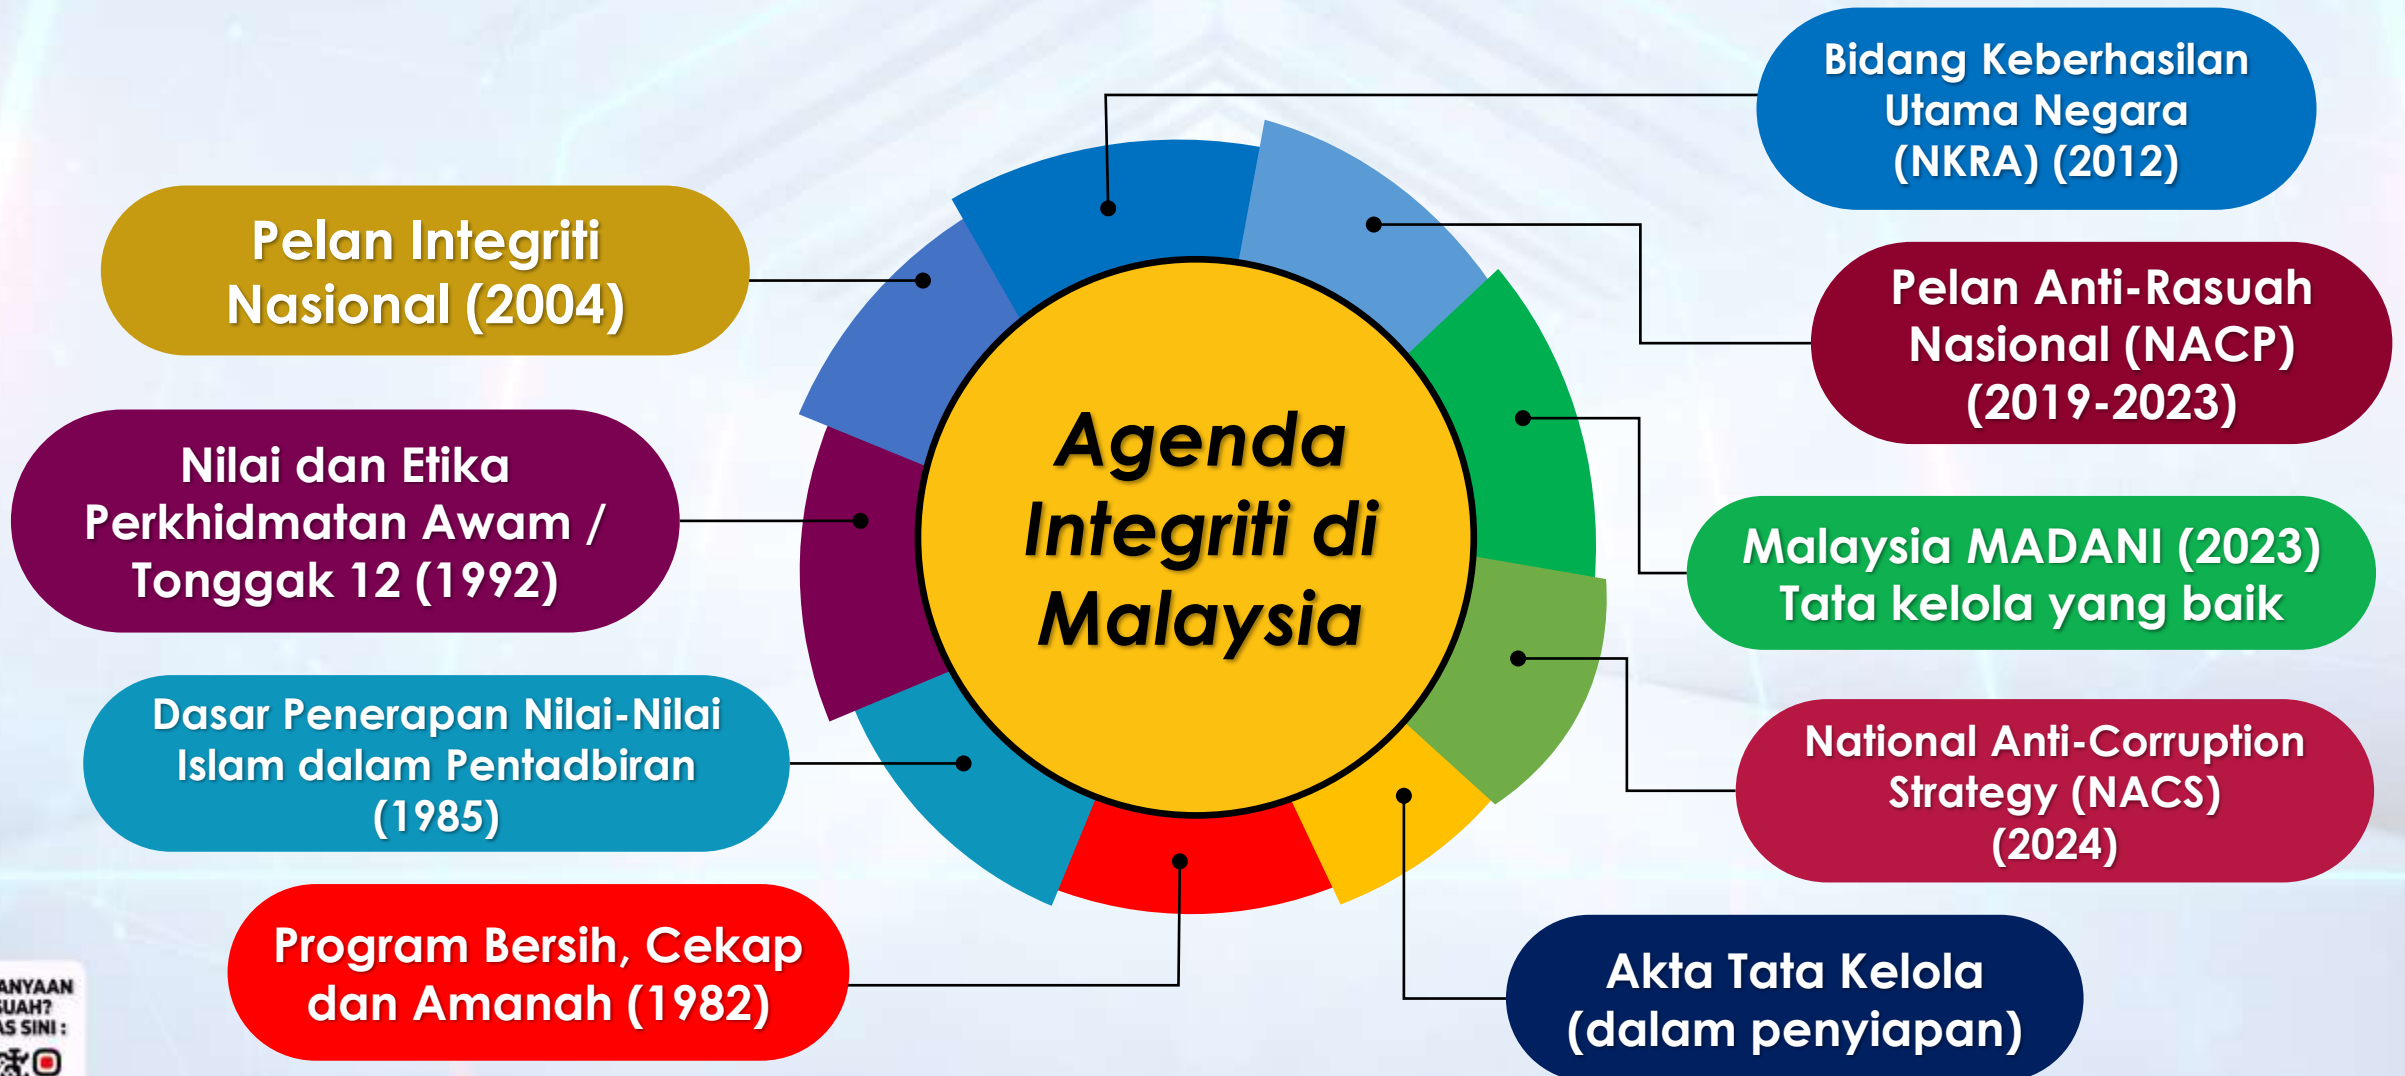 Agenda
Integriti di
Malaysia
Program Bersih, Cekap
dan Amanah (1982)
Dasar Penerapan Nilai-Nilai
Islam dalam Pentadbiran
(1985)
Nilai dan Etika
Perkhidmatan Awam /
Tonggak 12 (1992)
Pelan Integriti
Nasional (2004)
Bidang Keberhasilan
Utama Negara
(NKRA) (2012)
Pelan Anti-Rasuah
Nasional (NACP)
(2019-2023)
Malaysia MADANI (2023)
Tata kelola yang baik
National Anti-Corruption
Strategy (NACS)
(2024)
Akta Tata Kelola
(dalam penyiapan)
SINI :